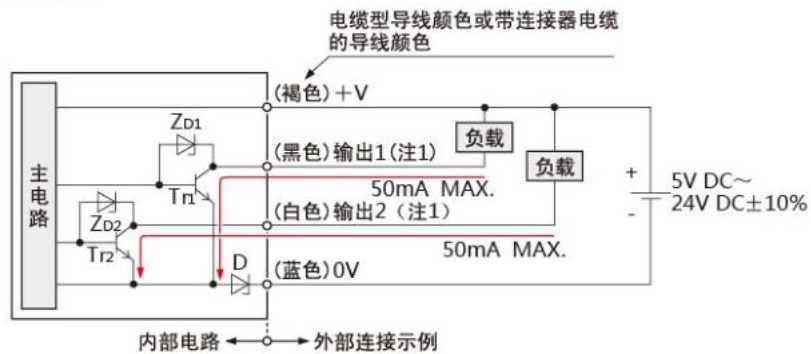 电缆型导线颜色或带连接器电缆
的导线颜色
(褐色)+V
ZD1
负载
(黑色)输出1(注1)
负载
主电路
Tr1
50mA MAX.
+
5V DC～
24V DC±10%
-
(白色)输出2（注1）
ZD2
50mA MAX.
Tr2
D
(蓝色)0V
内部电路
外部连接示例